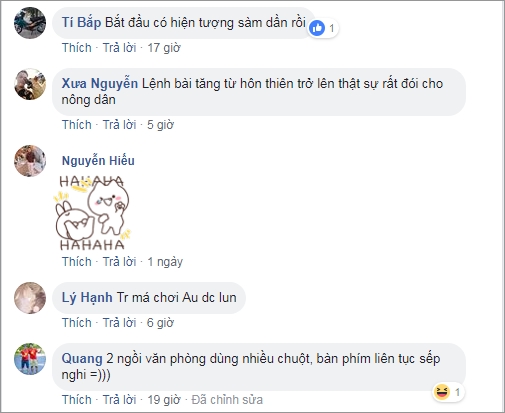 Tí Bắp Bắt đầu có hiện tượng sàm dần rồi
1
Thích · Trả lời · 17 giờ
Xưa Nguyễn Lệnh bài tăng từ hôn thiên trở lên thật sự rất đói cho
nông dân
Thích · Trả lời · 5 giờ
Nguyễn Hiếu
HAHAHA
HAHAHA
Thích · Trả lời · 1 ngày
Lý Hạnh Tr má chơi Au dc lun
Thích · Trả lời · 6 giờ
Quang 2 ngồi văn phòng dùng nhiều chuột, bàn phím liên tục sếp
nghi =)))
1
Thích · Trả lời · 19 giờ · Đã chỉnh sửa